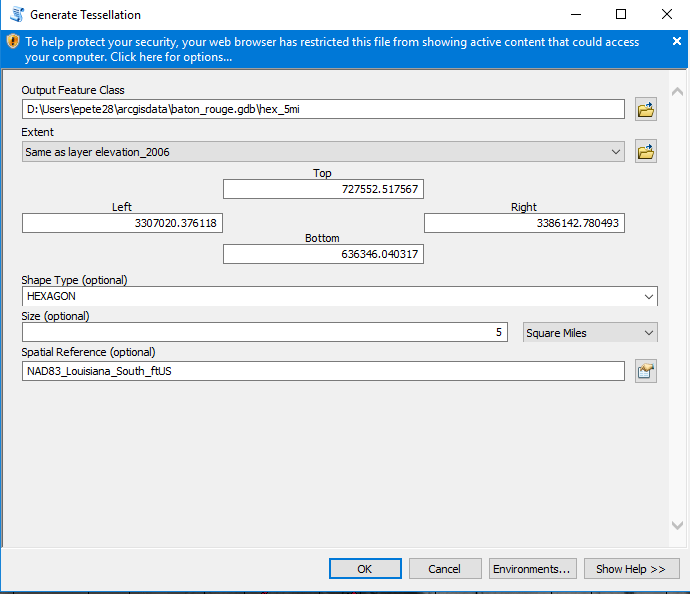 Generate Tessellation
To help protect your security, your web browser has restricted this file from showing active content that could access
your computer. Click here for options...
Output Feature Class
D:\Users\epete28\arcgisdata\baton_rouge.gdb\hex_5mi
Extent
Same as layer elevation_2006
Top
727552.517567
Left
Right
3307020.376118
3386142.780493
Bottom
636346.040317
Shape Type (optional)
HEXAGON
Size (optional)
5
Square Miles
Spatial Reference (optional)
NAD83_Louisiana_South_ftUS
OK
Cancel
Environments...
Show Help >>